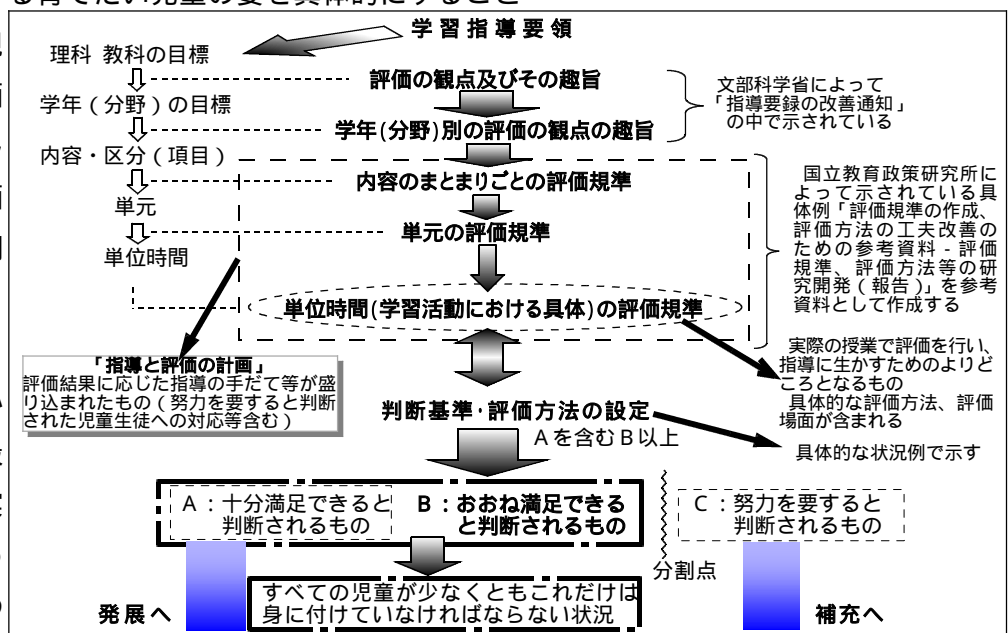 る育てたい児童の姿を具体的にすること
学習指導要領
理科 教科の目標
評価の観点及びその趣旨
学年(分野)の目標
学年(分野)別の評価の観点の趣旨
文部科学省によって
「指導要録の改善通知」
の中で示されている
内容・区分(項目)
内容のまとまりごとの評価規準
単元
単元の評価規準
単位時間
単位時間(学習活動における具体)の評価規準
国立教育政策研究所に
よって示されている具
体例「評価規準の作成、
評価方法の工夫改善の
ための参考資料-評価
規準、評価方法等の研
究開発(報告)」を参考
資料として作成する
「指導と評価の計画」
評価結果に応じた指導の手だて等が盛
り込まれたもの(努力を要すると判断
された児童生徒への対応等含む)
実際の授業で評価を行い、
指導に生かすためのよりど
ころとなるもの
具体的な評価方法、評価
場面が含まれる
判断基準・評価方法の設定
Aを含むB以上
具体的な状況例で示す
A:十分満足できると
判断されるもの
B:おおね満足できる
と判断されるもの
C:努力を要すると
判断されるもの
分割点
すべての児童が少なくともこれだけは
身に付けていなければならない状況
発展へ
補充へ